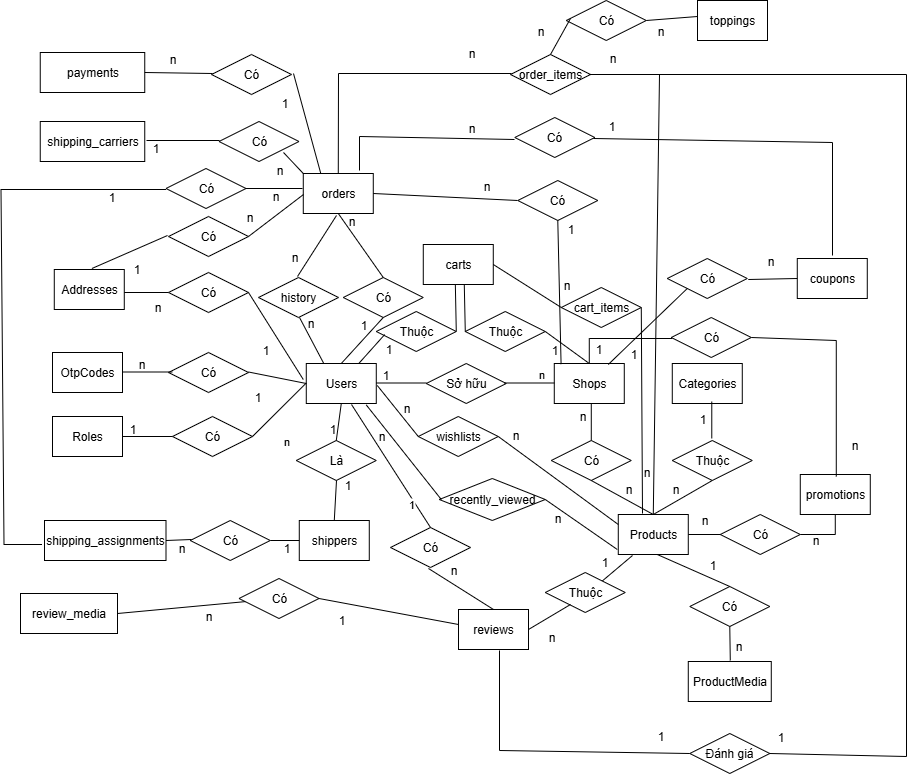 Có
toppings
n
n
n
n
payments
n
Có
order_items
1
shipping_carriers
1
Có
n
Có
1
n
1
Có
n
orders
n
Có
1
Có
n
n
1
n
carts
Addresses
n
Có
n
history
n
Có
1
n
cart_items
Có
n
coupons
1
Thuộc
1
Thuộc
1
1
1
Có
OtpCodes
n
Có
1
Users
1
Sở hữu
n
Shops
Categories
Roles
1
Có
n
1
n
n
wishlists
n
n
1
n
Là
1
Có
n
n
Thuộc
n
recently_viewed
n
1
promotions
shipping_assignments
n
Có
1
shippers
Có
n
Products
n
Có
n
1
Thuộc
1
review_media
n
Có
1
reviews
n
Có
n
ProductMedia
1
Đánh giá
1